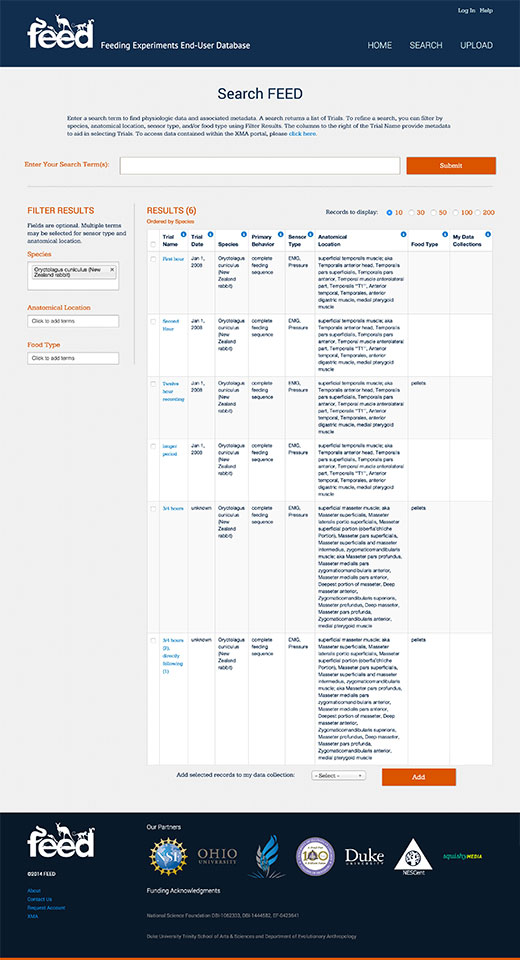 Log In Help
feed Feeding Experiments End-User Database
HOME SEARCH UPLOAD
Search FEED
Enter a search term to find physiologic data and associated metadata. A search returns a list of Trials. To refine a search, you can filter by
species, anatomical location, sensor type, and/or food type using Filter Results. The columns to the right of the Trial Name provide metadata
to aid in selecting Trials. To access data contained within the XMA portal, please click here.
Enter Your Search Term(s):
Submit
FILTER RESULTS
Fields are optional. Multiple terms
may be selected for sensor type and
anatomical location.
Species
Oryctolagus cuniculus (New
Zealand rabbit)
Anatomical Location
Click to add terms
Food Type
Click to add terms
RESULTS (6)
Ordered by Species
Records to display: 10 30 50 100 200
Trial Name
Trial Date
Species
Primary Behavior
Sensor Type
Anatomical Location
Food Type
My Data Collections
First hour
Jan 1,
2008
Oryctolagus
cuniculus
(New
Zealand
rabbit)
complete
feeding
sequence
EMG,
Pressure
superficial temporalis muscle; aka
Temporalis anterior head, Temporalis
pars superficialis, Temporalis pars
anterior, Temporal muscle anterolateral
part, Temporalis "T1", Anterior
temporal, Temporales, anterior
digastric muscle, medial pterygoid
muscle
Second
Hour
Jan 1,
2008
Oryctolagus
cuniculus
(New
Zealand
rabbit)
complete
feeding
sequence
EMG,
Pressure
superficial temporalis muscle; aka
Temporalis anterior head, Temporalis
pars superficialis, Temporalis pars
anterior, Temporal muscle anterolateral
part, Temporalis "T1", Anterior
temporal, Temporales, anterior
digastric muscle, medial pterygoid
muscle
Twelve
hour
recording
Jan 1,
2008
Oryctolagus
cuniculus
(New
Zealand
rabbit)
complete
feeding
sequence
EMG,
Pressure
superficial temporalis muscle; aka
Temporalis anterior head, Temporalis
pars superficialis, Temporalis pars
anterior, Temporal muscle anterolateral
part, Temporalis "T1", Anterior
temporal, Temporales, anterior
digastric muscle, medial pterygoid
muscle
pellets
longer
period
Jan 1,
2008
Oryctolagus
cuniculus
(New
Zealand
rabbit)
complete
feeding
sequence
EMG,
Pressure
superficial temporalis muscle; aka
Temporalis anterior head, Temporalis
pars superficialis, Temporalis pars
anterior, Temporal muscle anterolateral
part, Temporalis "T1", Anterior
temporal, Temporales, anterior
digastric muscle, medial pterygoid
muscle
3/4 hours
unknown
Oryctolagus
cuniculus
(New
Zealand
rabbit)
complete
feeding
sequence
EMG,
Pressure
superficial masseter muscle; aka
Masseter superficialis, Masseter
lateralis portio superficialis, Masseter
superficial portion (oberflächliche
Portion), Masseter pars superficialis,
Masseter superficialis and masseter
intermedius, zygomaticomandibularis
muscle; aka Masseter pars profundus,
Masseter medialis pars
zygomaticomandibularis anterior,
Masseter medialis pars anterior,
Deepest portion of masseter, Deep
masseter anterior,
Zygomaticomandibularis superioris,
Masseter profundus, Deep masseter,
Masseter pars profunda,
Zygomaticomandibularis anterior,
medial pterygoid muscle
pellets
3/4 hours
(2);
directly
following
(1)
unknown
Oryctolagus
cuniculus
(New
Zealand
rabbit)
complete
feeding
sequence
EMG,
Pressure
superficial masseter muscle; aka
Masseter superficialis, Masseter
lateralis portio superficialis, Masseter
superficial portion (oberflächliche
Portion), Masseter pars superficialis,
Masseter superficialis and masseter
intermedius, zygomaticomandibularis
muscle; aka Masseter pars profundus,
Masseter medialis pars
zygomaticomandibularis anterior,
Masseter medialis pars anterior,
Deepest portion of masseter, Deep
masseter anterior,
Zygomaticomandibularis superioris,
Masseter profundus, Deep masseter,
Masseter pars profunda,
Zygomaticomandibularis anterior,
medial pterygoid muscle
pellets
Add selected records to my data collection: - Select - Add
feed
©2014 FEED
About
Contact Us
Request Account
XMA
Our Partners
NSF
OHIO UNIVERSITY
100
Duke UNIVERSITY
NESCent
squishyMEDIA
Funding Acknowledgments
National Science Foundation DBI-1062333, DBI-1444682, EF-0423641
Duke University Trinity School of Arts & Sciences and Department of Evolutionary Anthropology